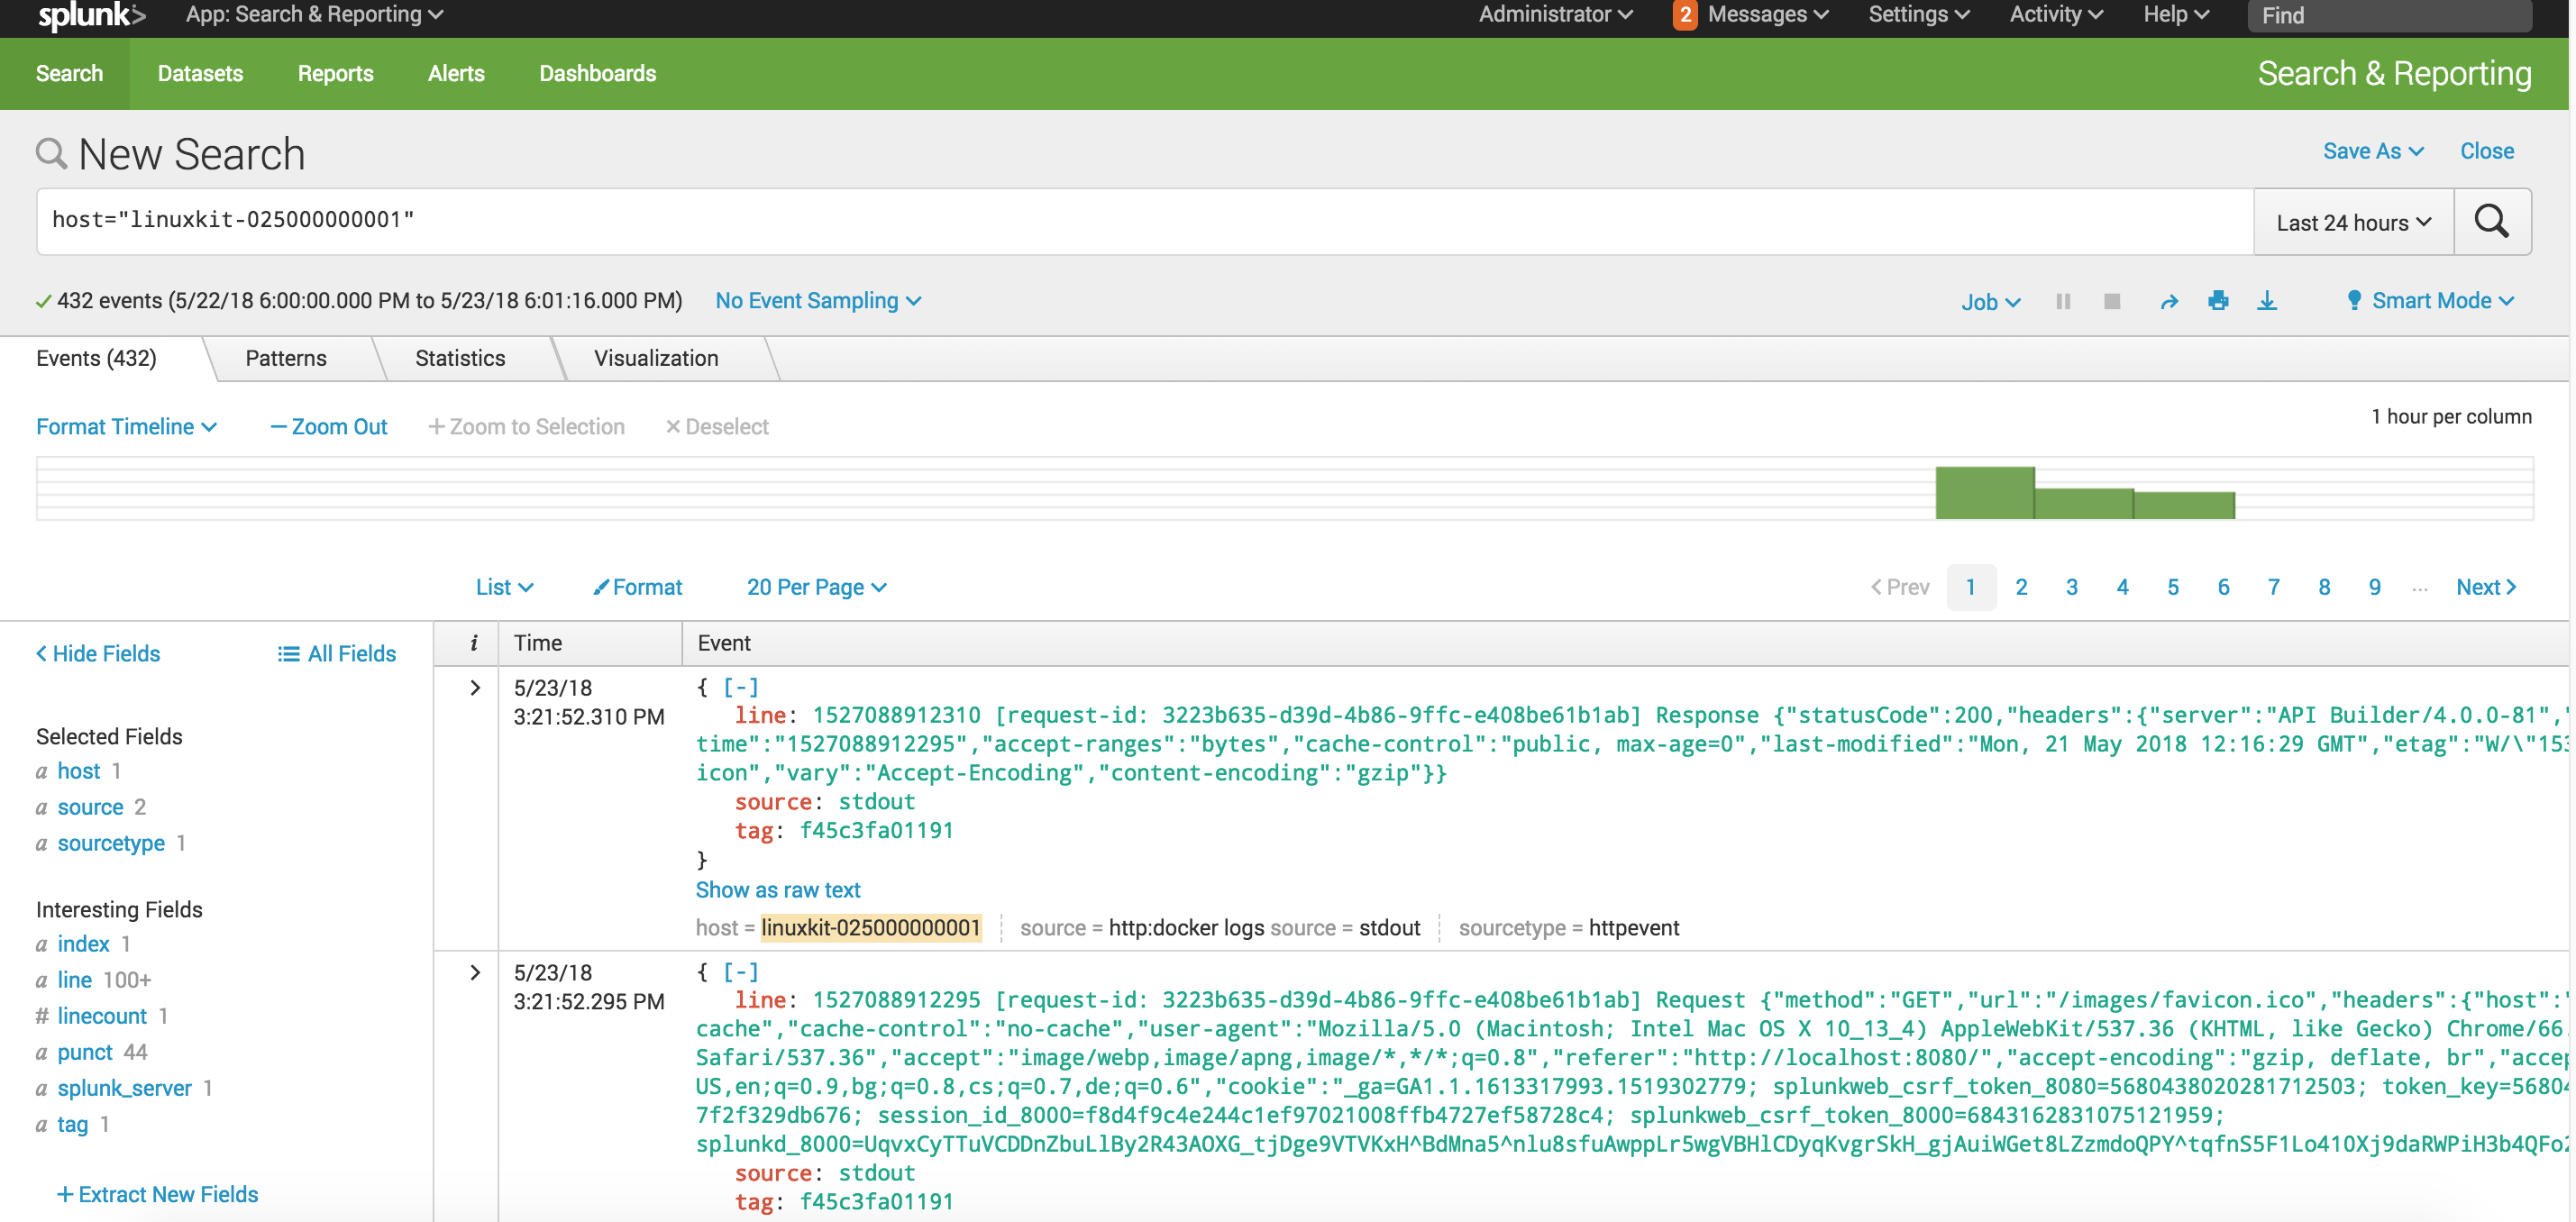 splunk> App: Search & Reporting Administrator 2 Messages Settings Activity Help Find
Search Datasets Reports Alerts Dashboards Search & Reporting
New Search Save As Close
host="linuxkit-025000000001" Last 24 hours
432 events (5/22/18 6:00:00.000 PM to 5/23/18 6:01:16.000 PM) No Event Sampling Job Smart Mode
Events (432) Patterns Statistics Visualization
Format Timeline — Zoom Out + Zoom to Selection × Deselect 1 hour per column
List Format 20 Per Page < Prev 1 2 3 4 5 6 7 8 9 ... Next >
< Hide Fields All Fields
Selected Fields
a host 1
a source 2
a sourcetype 1
Interesting Fields
a index 1
a line 100+
# linecount 1
a punct 44
a splunk_server 1
a tag 1
+ Extract New Fields
i Time Event
> 5/23/18 3:21:52.310 PM
{ [-]
line: 1527088912310 [request-id: 3223b635-d39d-4b86-9ffc-e408be61b1ab] Response {"statusCode":200,"headers":{"server":"API Builder/4.0.0-81","
time":"1527088912295","accept-ranges":"bytes","cache-control":"public, max-age=0","last-modified":"Mon, 21 May 2018 12:16:29 GMT","etag":"W/\"153
icon","vary":"Accept-Encoding","content-encoding":"gzip"}}
source: stdout
tag: f45c3fa01191
}
Show as raw text
host = linuxkit-025000000001 source = http:docker logs source = stdout sourcetype = httpevent
> 5/23/18 3:21:52.295 PM
{ [-]
line: 1527088912295 [request-id: 3223b635-d39d-4b86-9ffc-e408be61b1ab] Request {"method":"GET","url":"/images/favicon.ico","headers":{"host":"
cache","cache-control":"no-cache","user-agent":"Mozilla/5.0 (Macintosh; Intel Mac OS X 10_13_4) AppleWebKit/537.36 (KHTML, like Gecko) Chrome/66.
Safari/537.36","accept":"image/webp,image/apng,image/*,*/*;q=0.8","referer":"http://localhost:8080/","accept-encoding":"gzip, deflate, br","accep
US,en;q=0.9,bg;q=0.8,cs;q=0.7,de;q=0.6","cookie":"_ga=GA1.1.1613317993.1519302779; splunkweb_csrf_token_8080=5680438020281712503; token_key=56804
7f2f329db676; session_id_8000=f8d4f9c4e244c1ef97021008ffb4727ef58728c4; splunkweb_csrf_token_8000=6843162831075121959;
splunkd_8000=UqvxCyTTuVCDDnZbuLlBy2R43AOXG_tjDge9VTVKxH^BdMna5^nlu8sfuAwppLr5wgVBHlCDyqKvgrSkH_gjAuiWGet8LZzmdoQPY^tqfnS5F1Lo410Xj9daRWPiH3b4QFo2
source: stdout
tag: f45c3fa01191